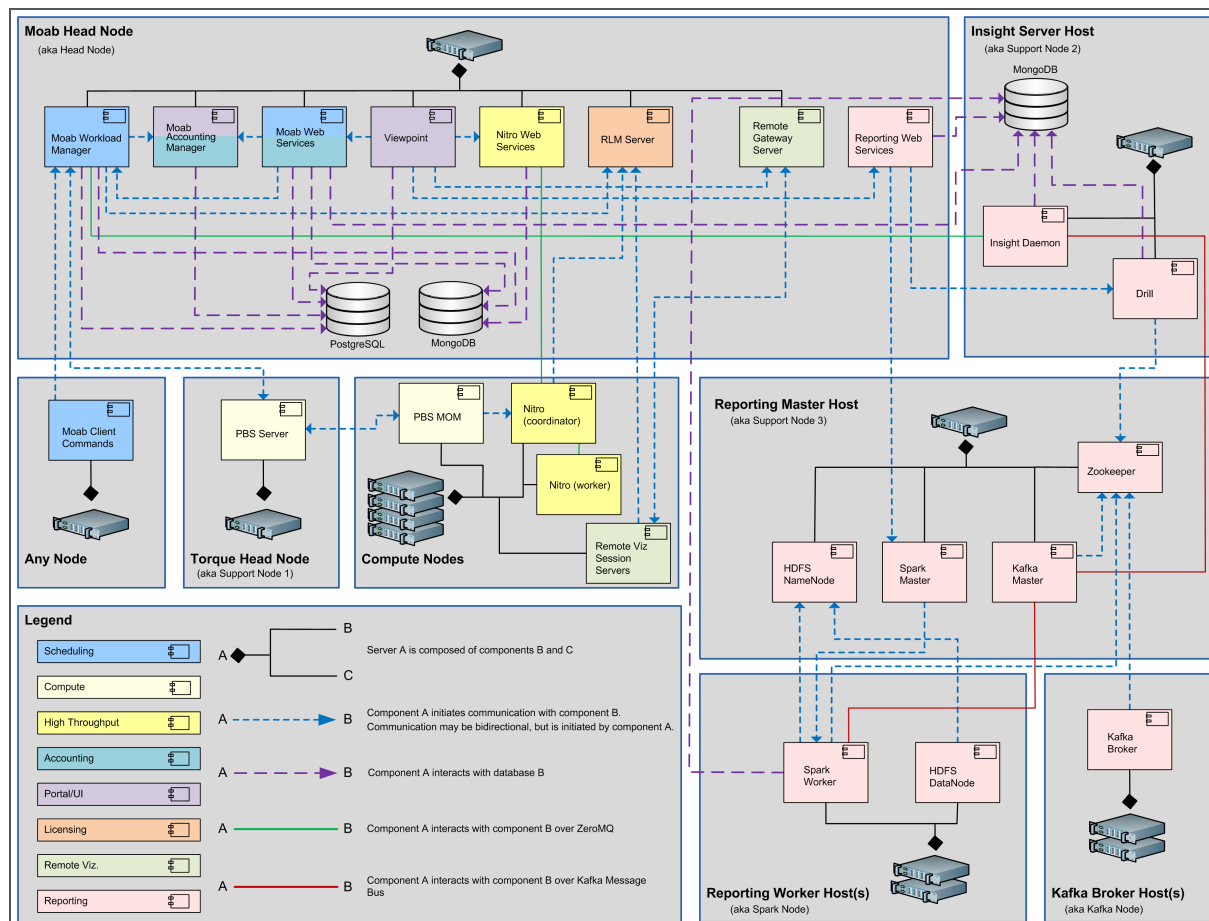 Moab Head Node
(aka Head Node)
Moab Workload
Manager
Moab
Accounting
Manager
Moab Web
Services
Viewpoint
Nitro Web
Services
RLM Server
Remote
Gateway
Server
Reporting Web
Services
PostgreSQL
MongoDB
Insight Server Host
(aka Support Node 2)
MongoDB
Insight Daemon
Drill
Moab Client
Commands
Any Node
PBS Server
Torque Head Node
(aka Support Node 1)
PBS MOM
Nitro
(coordinator)
Nitro (worker)
Remote Viz
Session
Servers
Compute Nodes
Reporting Master Host
(aka Support Node 3)
Zookeeper
HDFS
NameNode
Spark
Master
Kafka
Master
Legend
Scheduling
Compute
High Throughput
Accounting
Portal/UI
Licensing
Remote Viz.
Reporting
A
B
C
Server A is composed of components B and C
A
B
Component A initiates communication with component B.
Communication may be bidirectional, but is initiated by component A.
A
B
Component A interacts with database B
A
B
Component A interacts with component B over ZeroMQ
A
B
Component A interacts with component B over Kafka Message
Bus
Spark
Worker
HDFS
DataNode
Reporting Worker Host(s)
(aka Spark Node)
Kafka
Broker
Kafka Broker Host(s)
(aka Kafka Node)